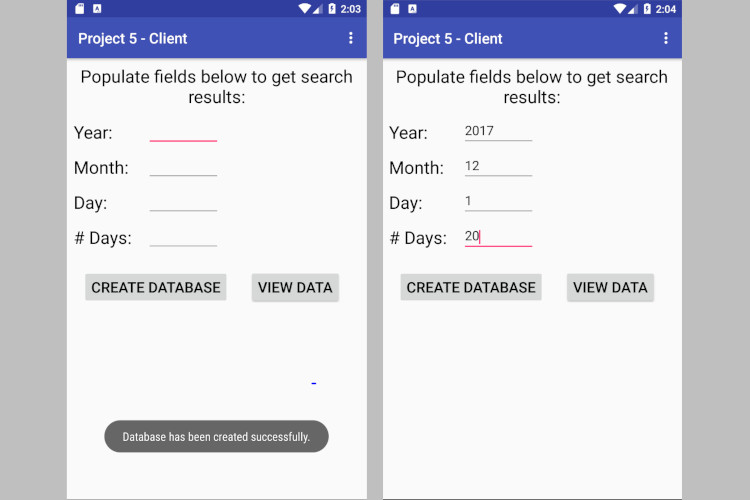 2:03
Project 5 - Client
Populate fields below to get search
results:
Year:
Month:
Day:
# Days:
CREATE DATABASE VIEW DATA
Database has been created successfully.
2:04
Project 5 - Client
Populate fields below to get search
results:
Year: 2017
Month: 12
Day: 1
# Days: 20
CREATE DATABASE VIEW DATA